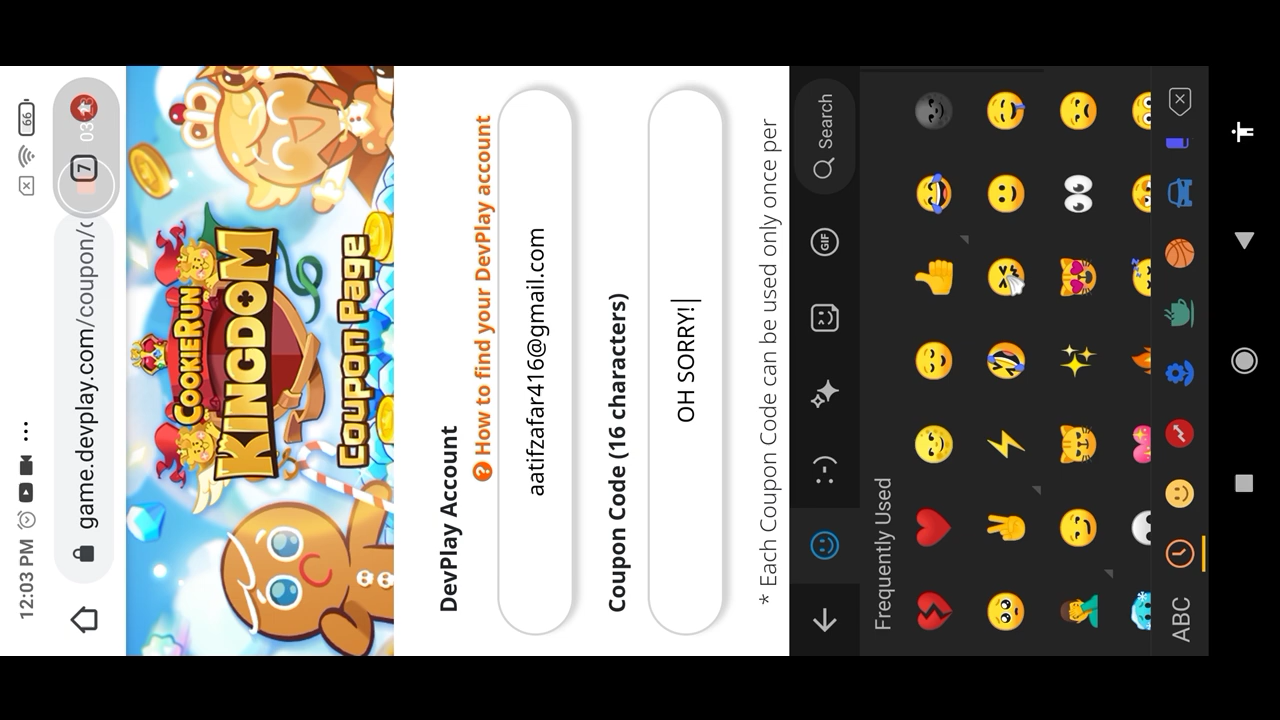 12:03 PM
66
game.devplay.com/coupon/c
7
03
COOKIERUN
KINGDOM
Coupon Page
DevPlay Account
? How to find your DevPlay account
aatifzafar416@gmail.com
Coupon Code (16 characters)
OH SORRY!
* Each Coupon Code can be used only once per
:-)
GIF
Search
Frequently Used
ABC